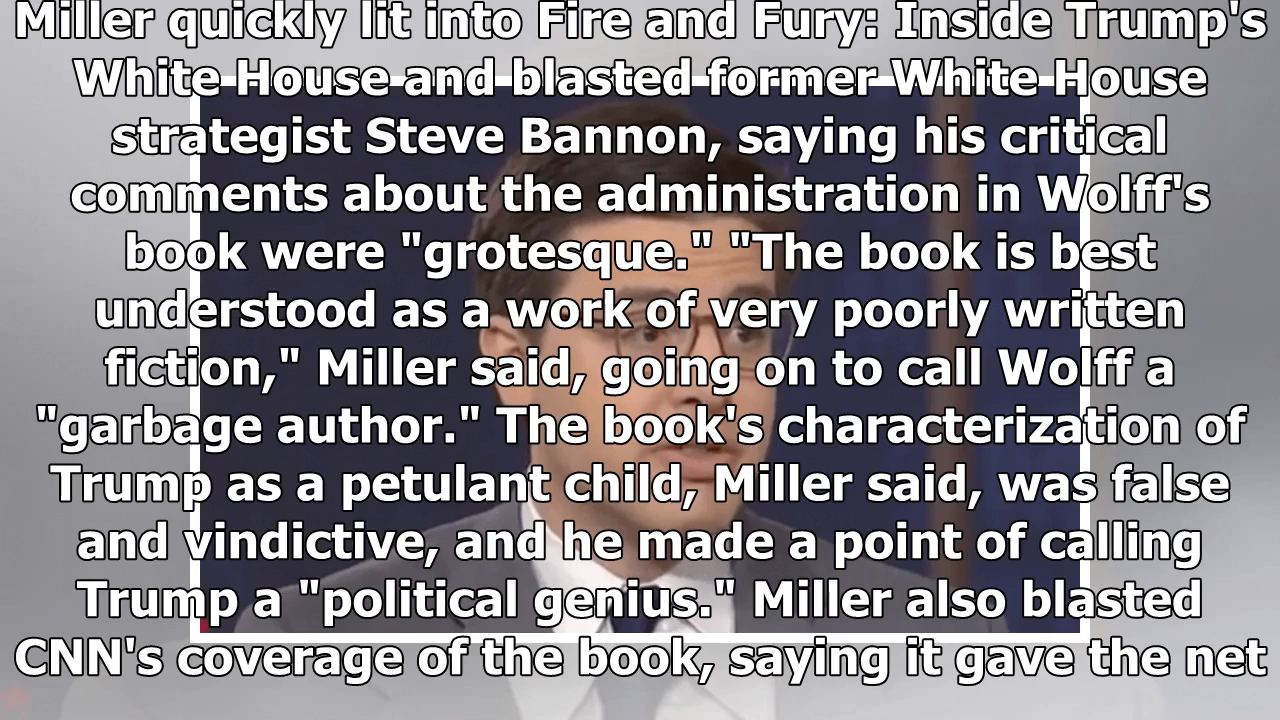 Miller quickly lit into Fire and Fury: Inside Trump's
White House and blasted former White House
strategist Steve Bannon, saying his critical
comments about the administration in Wolff's
book were "grotesque." "The book is best
understood as a work of very poorly written
fiction," Miller said, going on to call Wolff a
"garbage author." The book's characterization of
Trump as a petulant child, Miller said, was false
and vindictive, and he made a point of calling
Trump a "political genius." Miller also blasted
CNN's coverage of the book, saying it gave the net